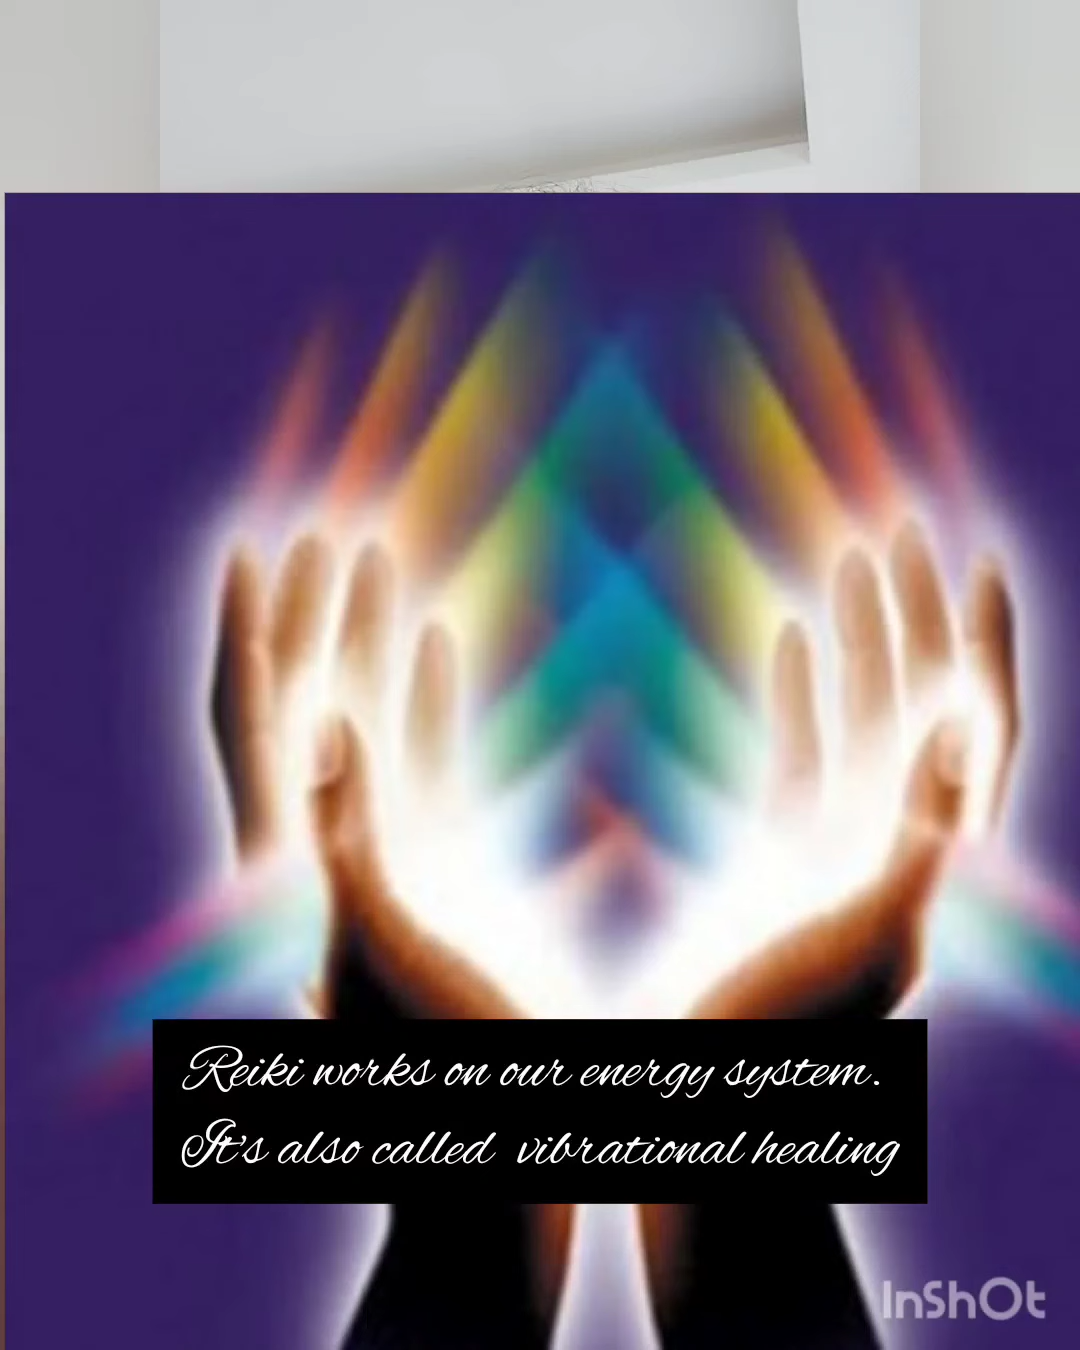 Reiki works on our energy system.
It's also called vibrational healing
InShOt